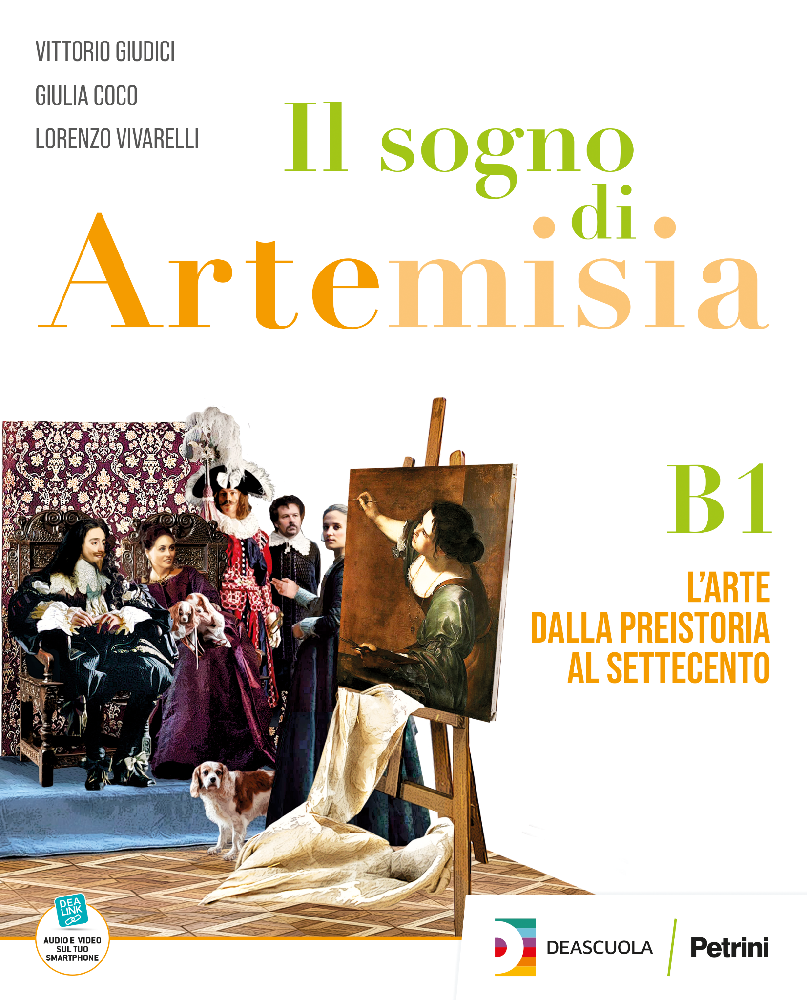 VITTORIO GIUDICI
GIULIA COCO
LORENZO VIVARELLI
Il sogno
di
Artemisia
B1
L'ARTE
DALLA PREISTORIA
AL SETTECENTO
DEA
LINK
AUDIO E VIDEO
SUL TUO
SMARTPHONE
DEASCUOLA
Petrini